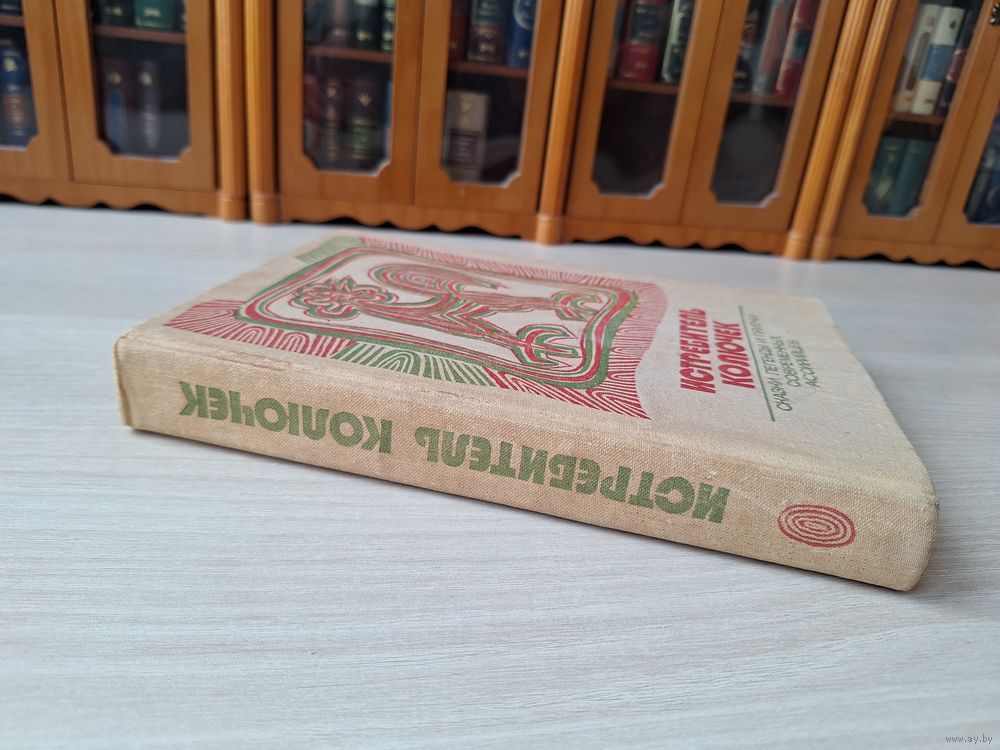 ИСТРЕБИТЕЛЬ
КОЛЮЧЕК
СКАЗКИ ЛЕГЕНДЫ И ПРИТЧИ
СОВРЕМЕННЫХ
АССИРИЙЦЕВ
ИСТРЕБИТЕЛЬ КОЛЮЧЕК
www.ay.by